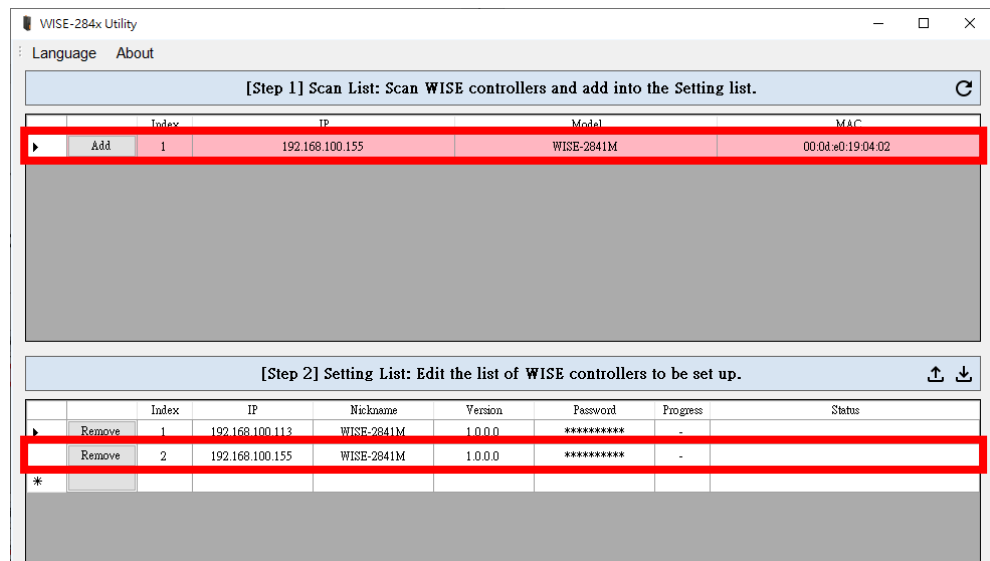 WISE-284x Utility
Language About
[Step 1] Scan List: Scan WISE controllers and add into the Setting list.
Index IP Model MAC
Add 1 192.168.100.155 WISE-2841M 00:0d:e0:19:04:02
[Step 2] Setting List: Edit the list of WISE controllers to be set up.
Index IP Nickname Version Password Progress Status
Remove 1 192.168.100.113 WISE-2841M 1.0.0.0 ********** -
Remove 2 192.168.100.155 WISE-2841M 1.0.0.0 ********** -
*